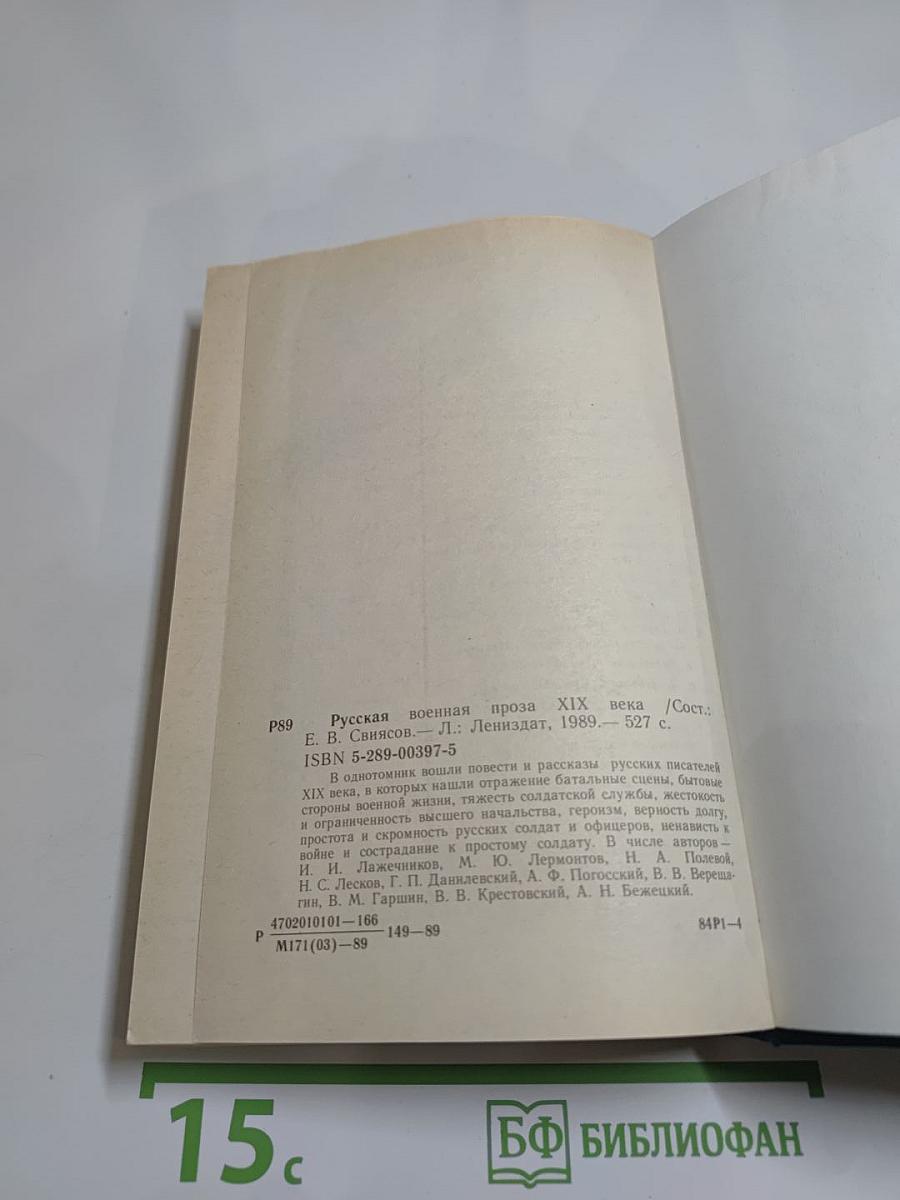 Р89 Русская военная проза XIX века /Сост.:
Е. В. Свиясов.— Л.: Лениздат, 1989.— 527 с.
ISBN 5-289-00397-5
В однотомник вошли повести и рассказы русских писателей
XIX века, в которых нашли отражение батальные сцены, бытовые
стороны военной жизни, тяжесть солдатской службы, жестокость
и ограниченность высшего начальства, героизм, верность долгу,
простота и скромность русских солдат и офицеров, ненависть к
войне и сострадание к простому солдату. В числе авторов—
И. И. Лажечников, М. Ю. Лермонтов, Н. А. Полевой,
Н. С. Лесков, Г. П. Данилевский, А. Ф. Погосский, В. В. Вереща-
гин, В. М. Гаршин, В. В. Крестовский, А. Н. Бежецкий.
Р 4702010101—166
М171(03)—89
149—89
84Р1—4
15 с
БФ БИБЛИОФАН